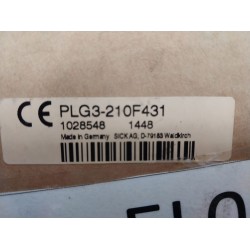 CE PLG3-210F431
1028548 1448
Made in Germany SICK AG, D-79183 Waldkirch